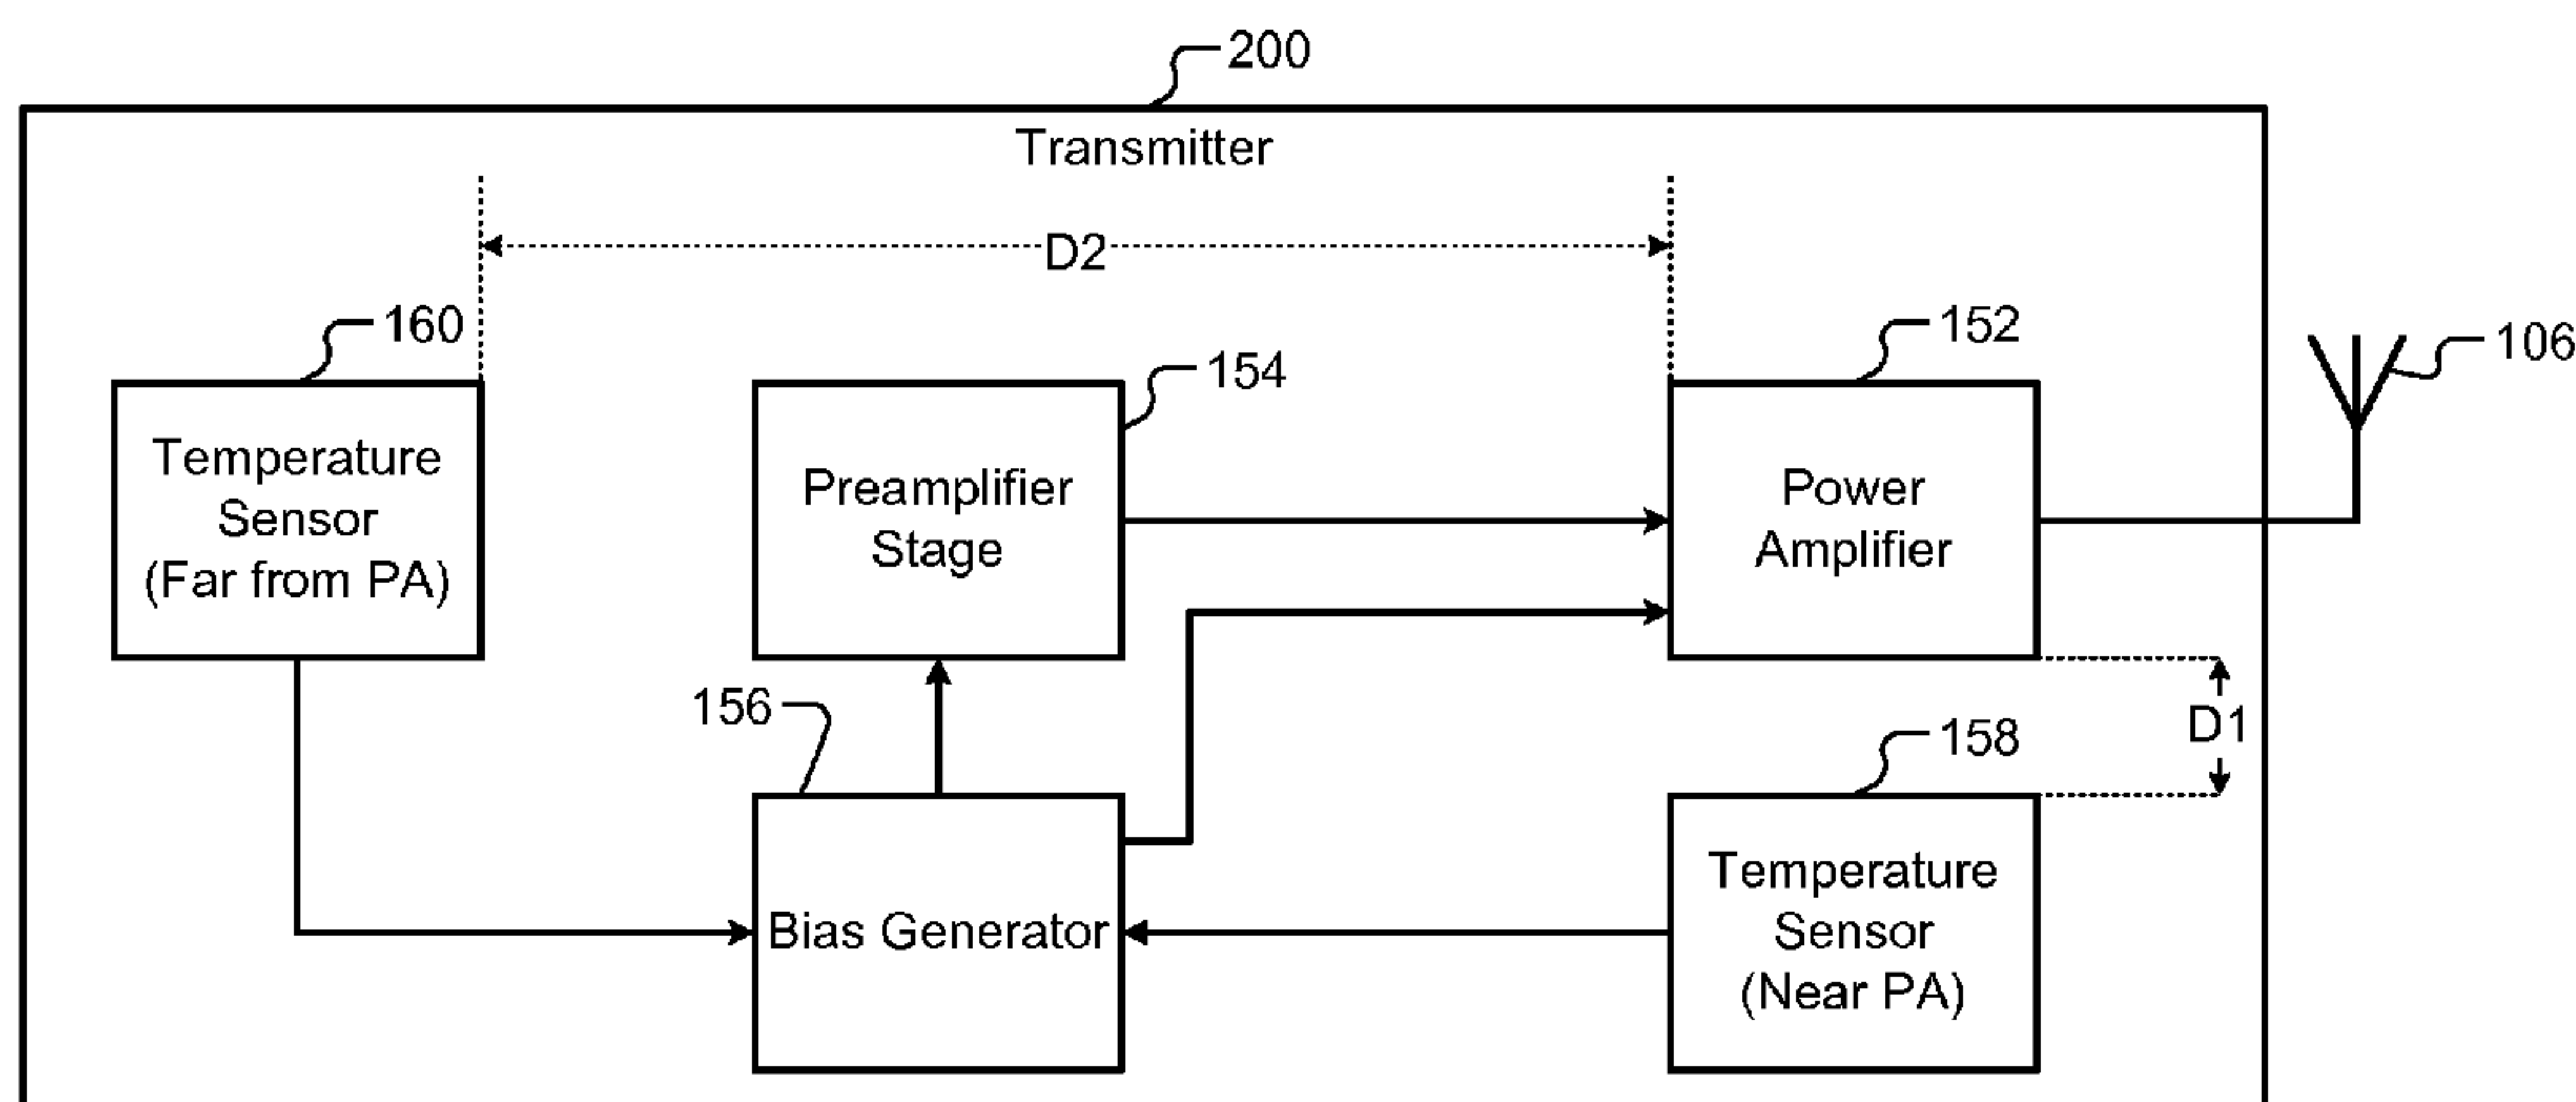 200
Transmitter
D2
160
154
152
106
Temperature
Sensor
(Far from PA)
Preamplifier
Stage
Power
Amplifier
156
158
D1
Bias Generator
Temperature
Sensor
(Near PA)